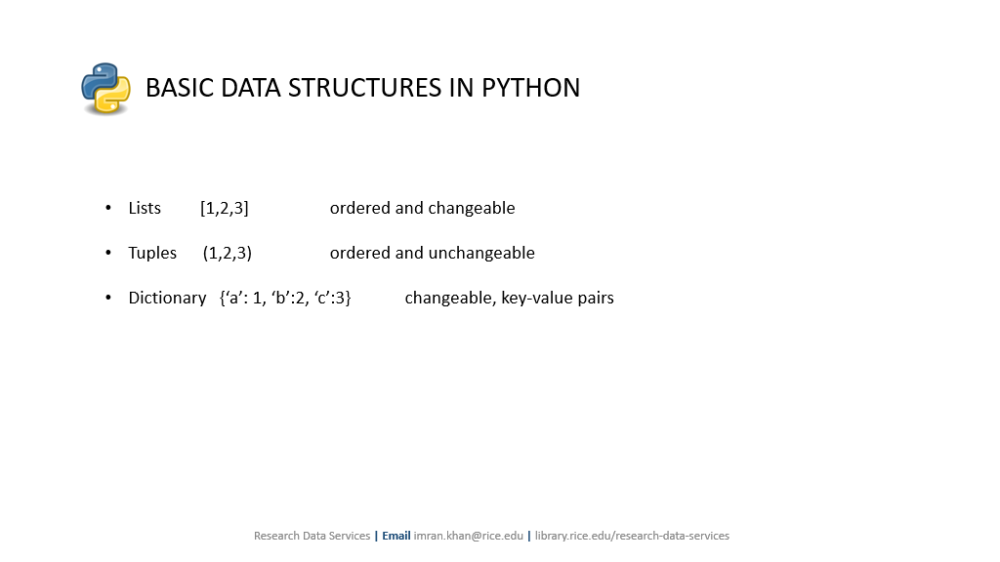 BASIC DATA STRUCTURES IN PYTHON
• Lists [1,2,3] ordered and changeable
• Tuples (1,2,3) ordered and unchangeable
• Dictionary {‘a’: 1, ‘b’:2, ‘c’:3} changeable, key-value pairs
Research Data Services | Email imran.khan@rice.edu | library.rice.edu/research-data-services